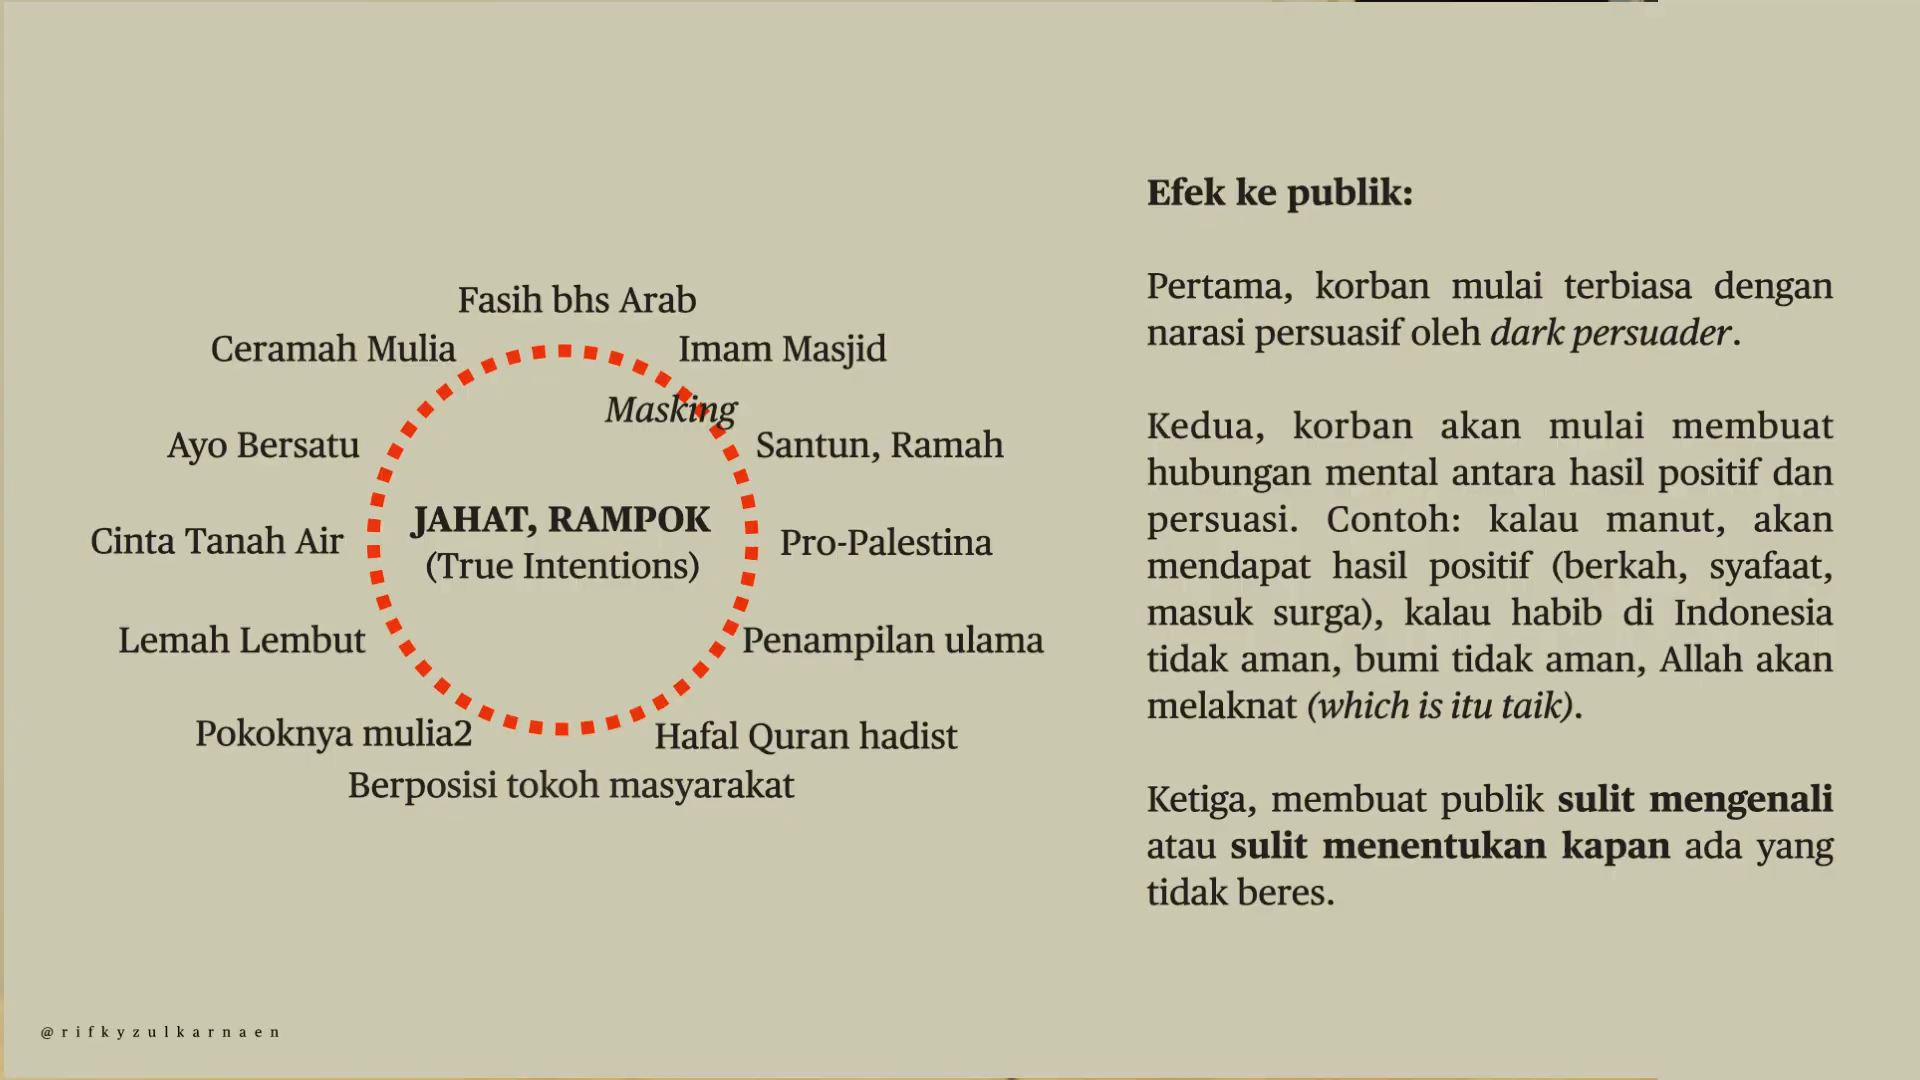 Fasih bhs Arab
Ceramah Mulia
Imam Masjid
Masking
Ayo Bersatu
Santun, Ramah
JAHAT, RAMPOK
(True Intentions)
Cinta Tanah Air
Pro-Palestina
Lemah Lembut
Penampilan ulama
Pokoknya mulia2
Hafal Quran hadist
Berposisi tokoh masyarakat
Efek ke publik:
Pertama, korban mulai terbiasa dengan
narasi persuasif oleh dark persuader.
Kedua, korban akan mulai membuat
hubungan mental antara hasil positif dan
persuasi. Contoh: kalau manut, akan
mendapat hasil positif (berkah, syafaat,
masuk surga), kalau habib di Indonesia
tidak aman, bumi tidak aman, Allah akan
melaknat (which is itu taik).
Ketiga, membuat publik sulit mengenali
atau sulit menentukan kapan ada yang
tidak beres.
@rifkyzulkarnaen